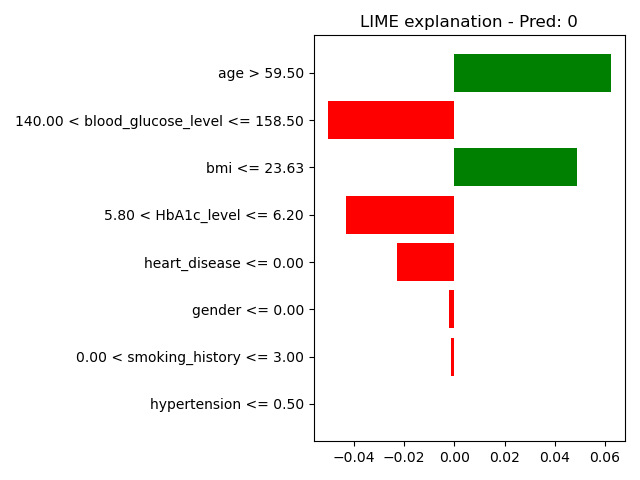 LIME explanation - Pred: 0
age > 59.50
140.00 < blood_glucose_level <= 158.50
bmi <= 23.63
5.80 < HbA1c_level <= 6.20
heart_disease <= 0.00
gender <= 0.00
0.00 < smoking_history <= 3.00
hypertension <= 0.50
−0.04 −0.02 0.00 0.02 0.04 0.06